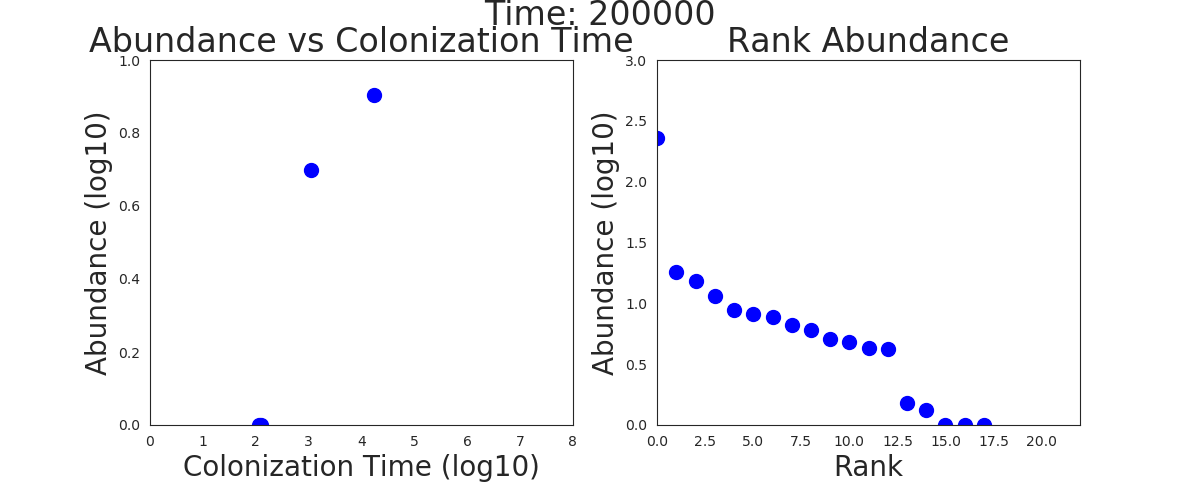 Time: 200000
Abundance vs Colonization Time
Rank Abundance
Abundance (log10)
1.0
0.8
0.6
0.4
0.2
0.0
0 1 2 3 4 5 6 7 8
Colonization Time (log10)
Abundance (log10)
3.0
2.5
2.0
1.5
1.0
0.5
0.0
0.0 2.5 5.0 7.5 10.0 12.5 15.0 17.5 20.0
Rank